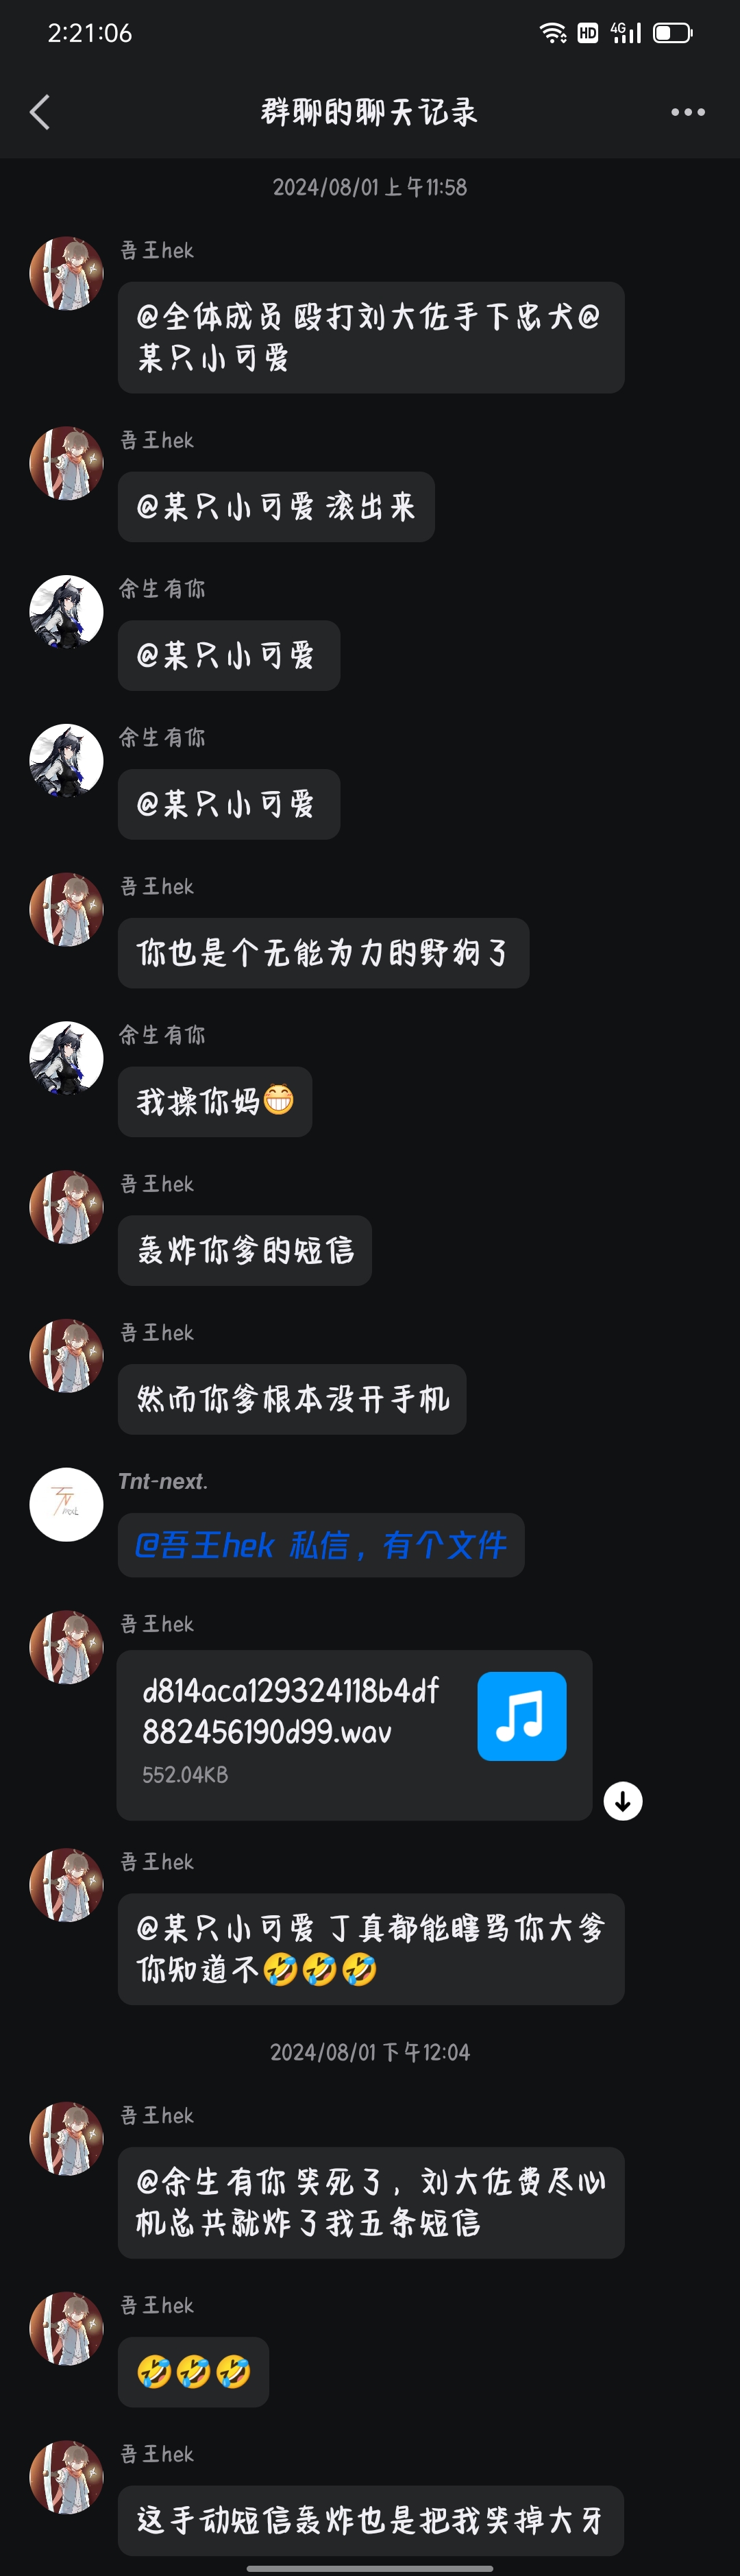 2:21:06
HD
4G
群聊的聊天记录
2024/08/01 上午11:58
吾王hek
@全体成员 殴打刘大佐手下忠犬@
某只小可爱
吾王hek
@某只小可爱 滚出来
余生有你
@某只小可爱
余生有你
@某只小可爱
吾王hek
你也是个无能为力的野狗了
余生有你
我操你妈😁
吾王hek
轰炸你爹的短信
吾王hek
然而你爹根本没开手机
Tnt-next.
@吾王hek 私信，有个文件
吾王hek
d814aca129324118b4df
882456190d99.wav
552.04KB
吾王hek
@某只小可爱 丁真都能瞎骂你大爹
你知道不🤣🤣🤣
2024/08/01 下午12:04
吾王hek
@余生有你 笑死了，刘大佐费尽心
机总共就炸了我五条短信
吾王hek
🤣🤣🤣
吾王hek
这手动短信轰炸也是把我笑掉大牙